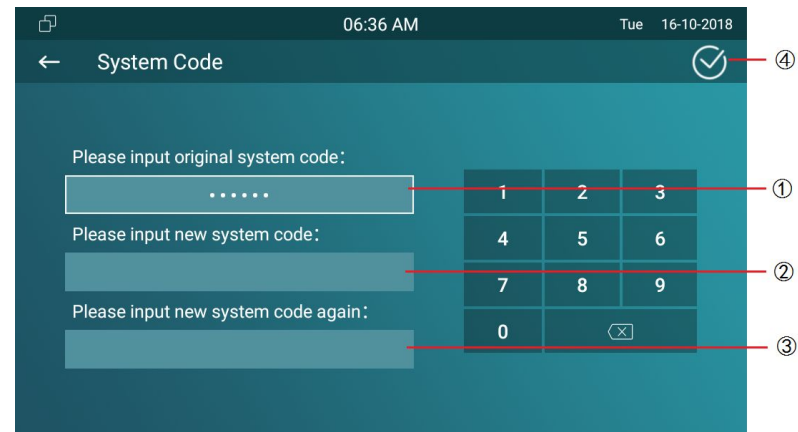 06:36 AM Tue 16-10-2018
← System Code ④
Please input original system code：
······ ①
1 2 3
Please input new system code：
4 5 6
②
7 8 9
Please input new system code again：
0
③